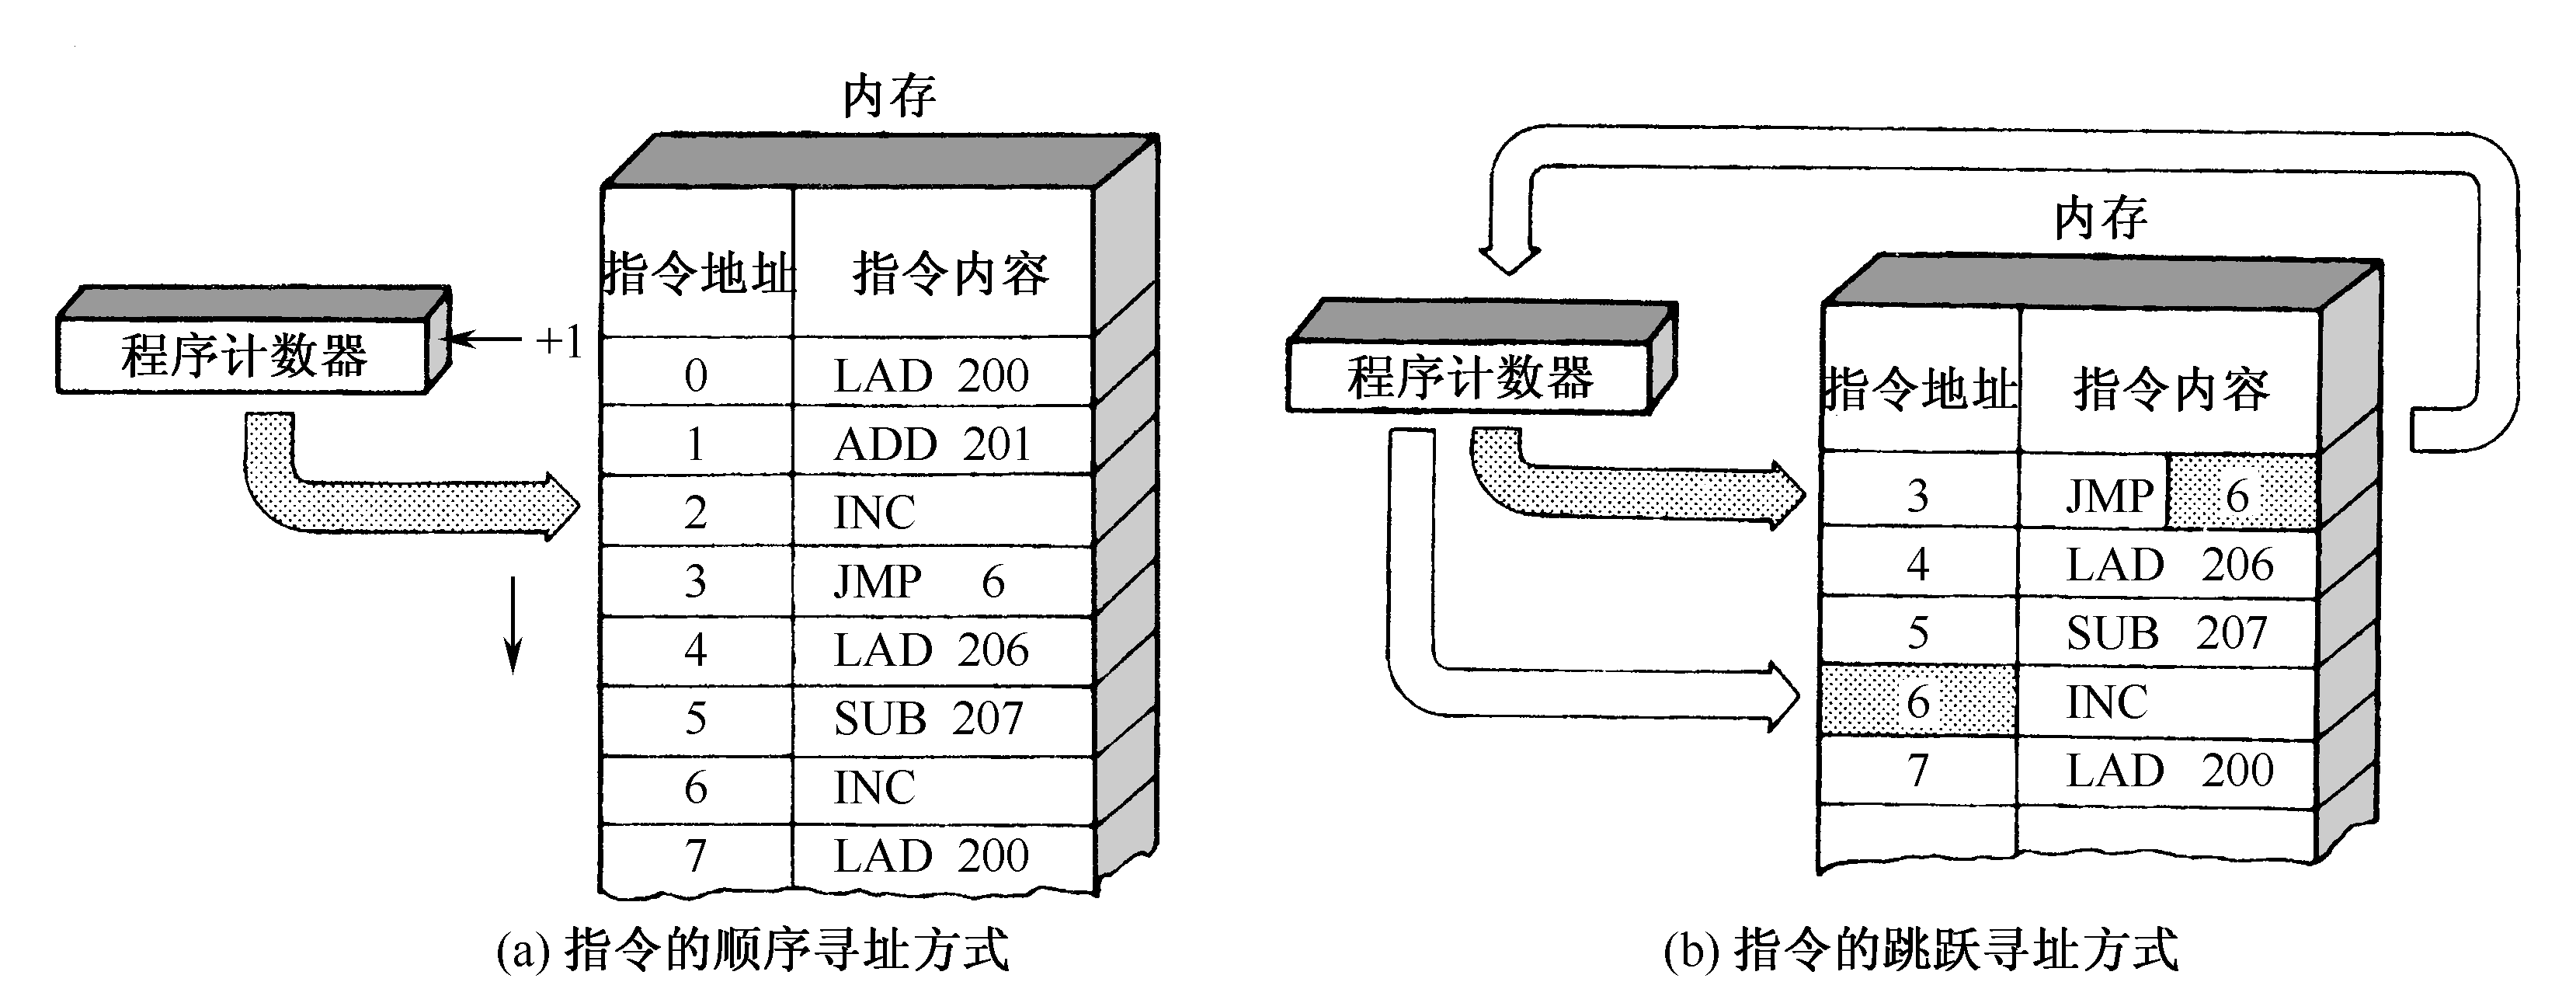 内存
程序计数器
+1
指令地址 指令内容
0 LAD 200
1 ADD 201
2 INC
3 JMP 6
4 LAD 206
5 SUB 207
6 INC
7 LAD 200
(a) 指令的顺序寻址方式
内存
程序计数器
指令地址 指令内容
3 JMP 6
4 LAD 206
5 SUB 207
6 INC
7 LAD 200
(b) 指令的跳跃寻址方式